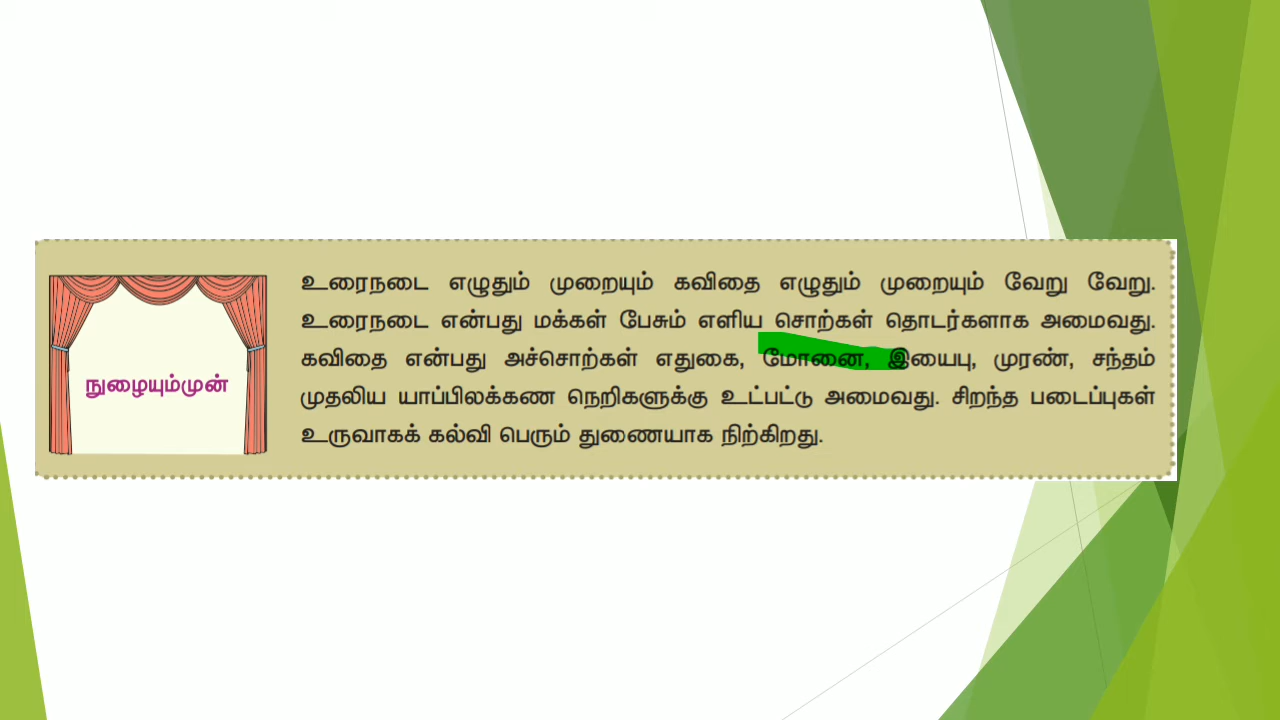 நுழையும்முன்
உரைநடை எழுதும் முறையும் கவிதை எழுதும் முறையும் வேறு வேறு.
உரைநடை என்பது மக்கள் பேசும் எளிய சொற்கள் தொடர்களாக அமைவது.
கவிதை என்பது அச்சொற்கள் எதுகை, மோனை, இயைபு, முரண், சந்தம்
முதலிய யாப்பிலக்கண நெறிகளுக்கு உட்பட்டு அமைவது. சிறந்த படைப்புகள்
உருவாகக் கல்வி பெரும் துணையாக நிற்கிறது.